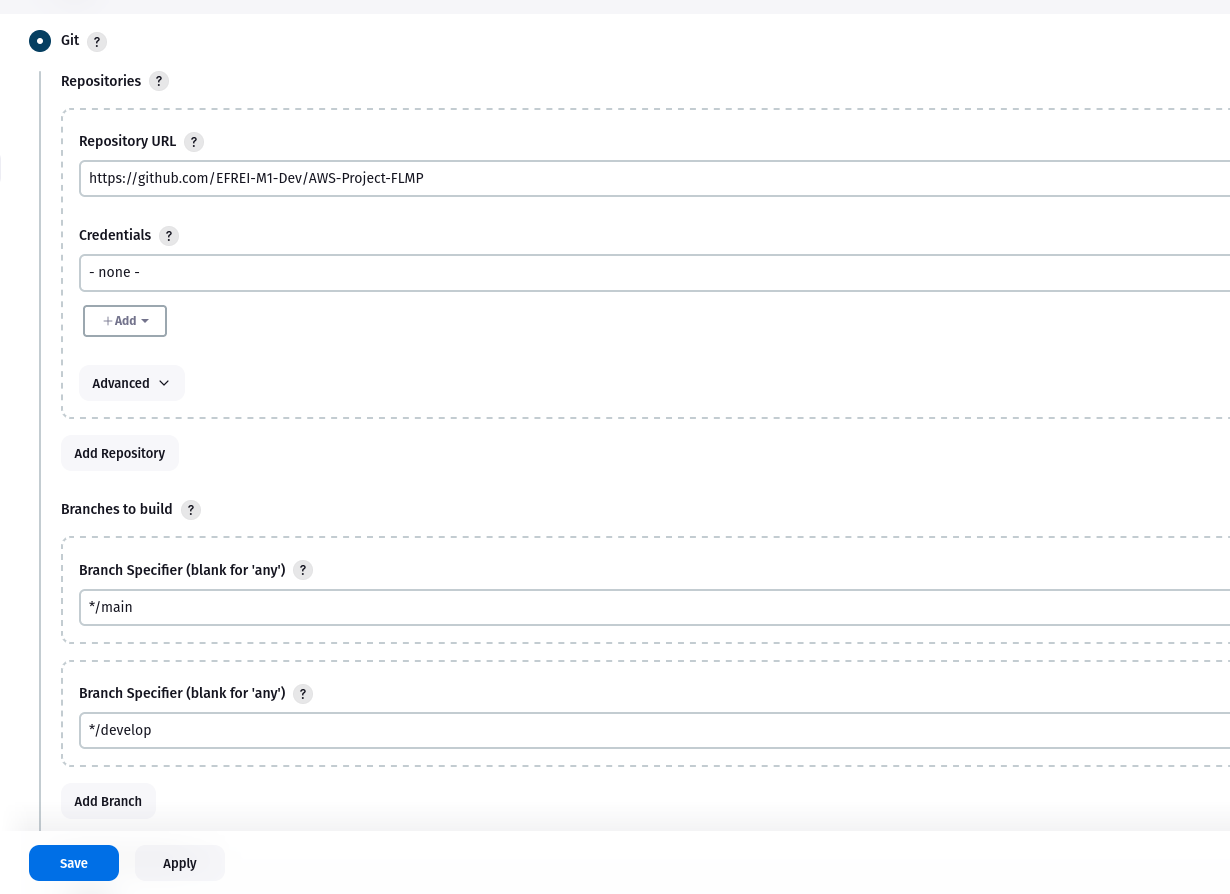 Git ?
Repositories ?
Repository URL ?
https://github.com/EFREI-M1-Dev/AWS-Project-FLMP
Credentials ?
- none -
+ Add
Advanced
Add Repository
Branches to build ?
Branch Specifier (blank for 'any') ?
*/main
Branch Specifier (blank for 'any') ?
*/develop
Add Branch
Save Apply